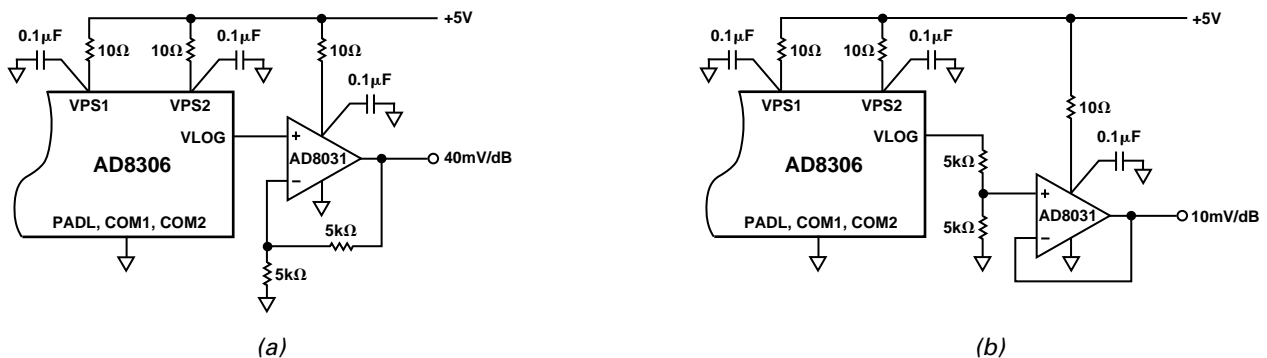 +5V
0.1µF
10Ω
10Ω
0.1µF
10Ω
0.1µF
VPS1
VPS2
VLOG
+
AD8031
−
40mV/dB
AD8306
PADL, COM1, COM2
5kΩ
5kΩ
(a)
+5V
0.1µF
10Ω
10Ω
0.1µF
10Ω
0.1µF
VPS1
VPS2
VLOG
5kΩ
+
AD8031
−
10mV/dB
AD8306
5kΩ
PADL, COM1, COM2
(b)